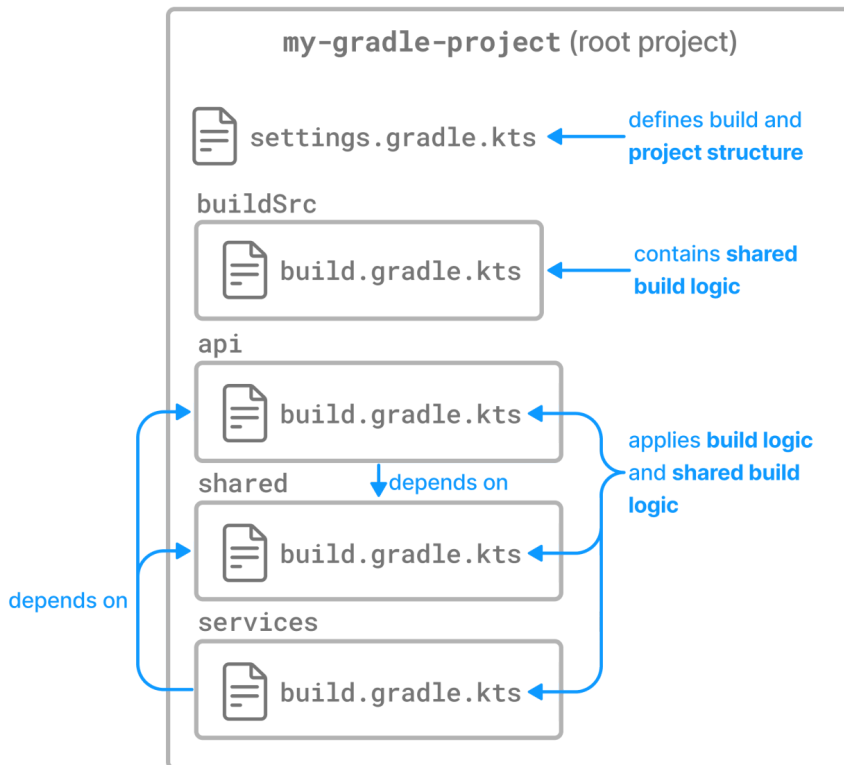 my-gradle-project (root project)
settings.gradle.kts
defines build and
project structure
buildSrc
build.gradle.kts
contains shared
build logic
api
build.gradle.kts
applies build logic
and shared build
logic
depends on
shared
build.gradle.kts
depends on
services
build.gradle.kts